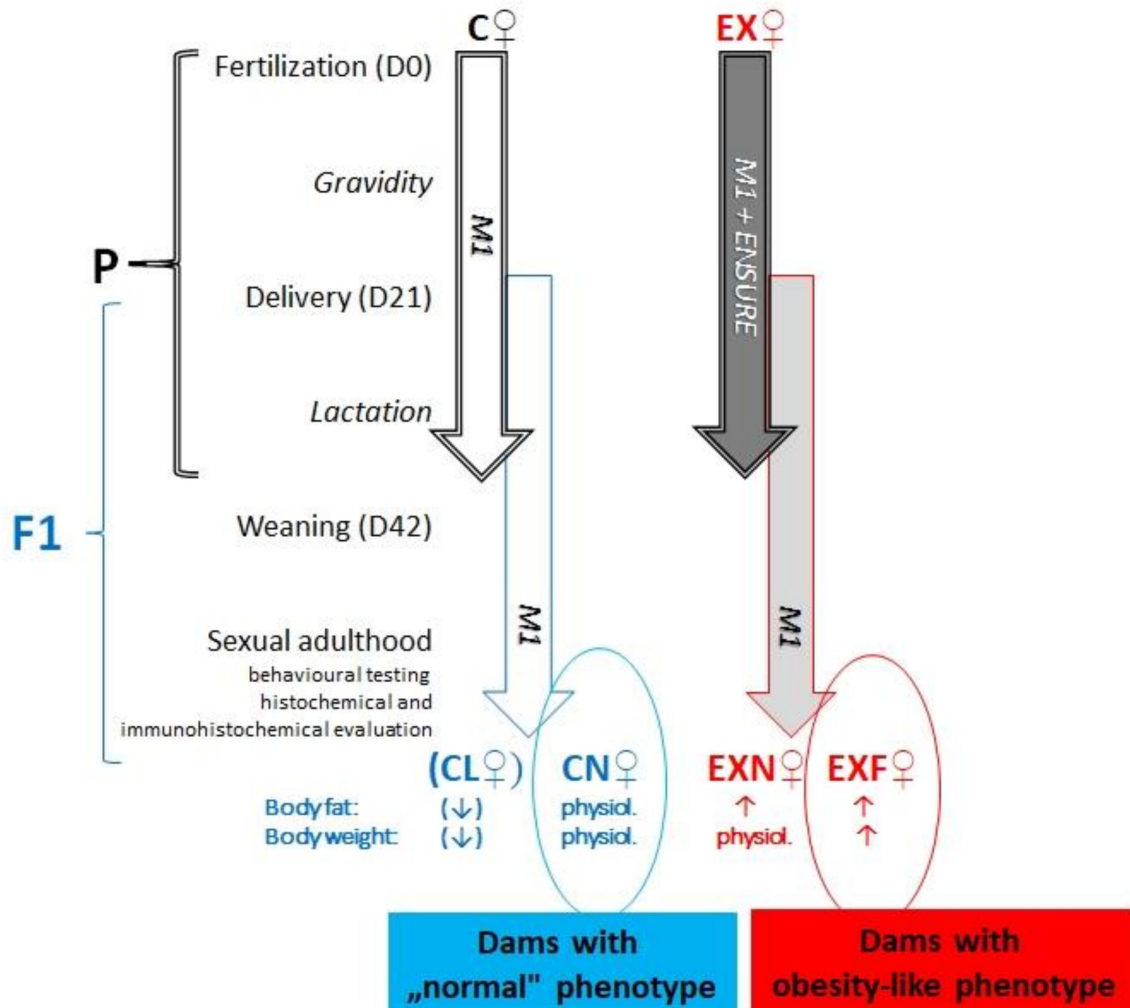 C♀ EX♀
Fertilization (D0)
Gravidity
M1
M1 + ENSURE
P
Delivery (D21)
Lactation
F1
Weaning (D42)
M1
M1
Sexual adulthood
behavioural testing
histochemical and
immunohistochemical evaluation
(CL♀) CN♀ EXN♀ EXF♀
Body fat: (↓) physiol. ↑ ↑
Body weight: (↓) physiol. physiol. ↑
Dams with
„normal" phenotype
Dams with
obesity-like phenotype